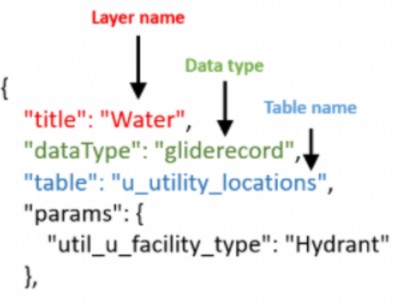 Layer name
Data type
Table name
{
"title": "Water",
"dataType": "gliderecord",
"table": "u_utility_locations",
"params": {
"util_u_facility_type": "Hydrant"
},